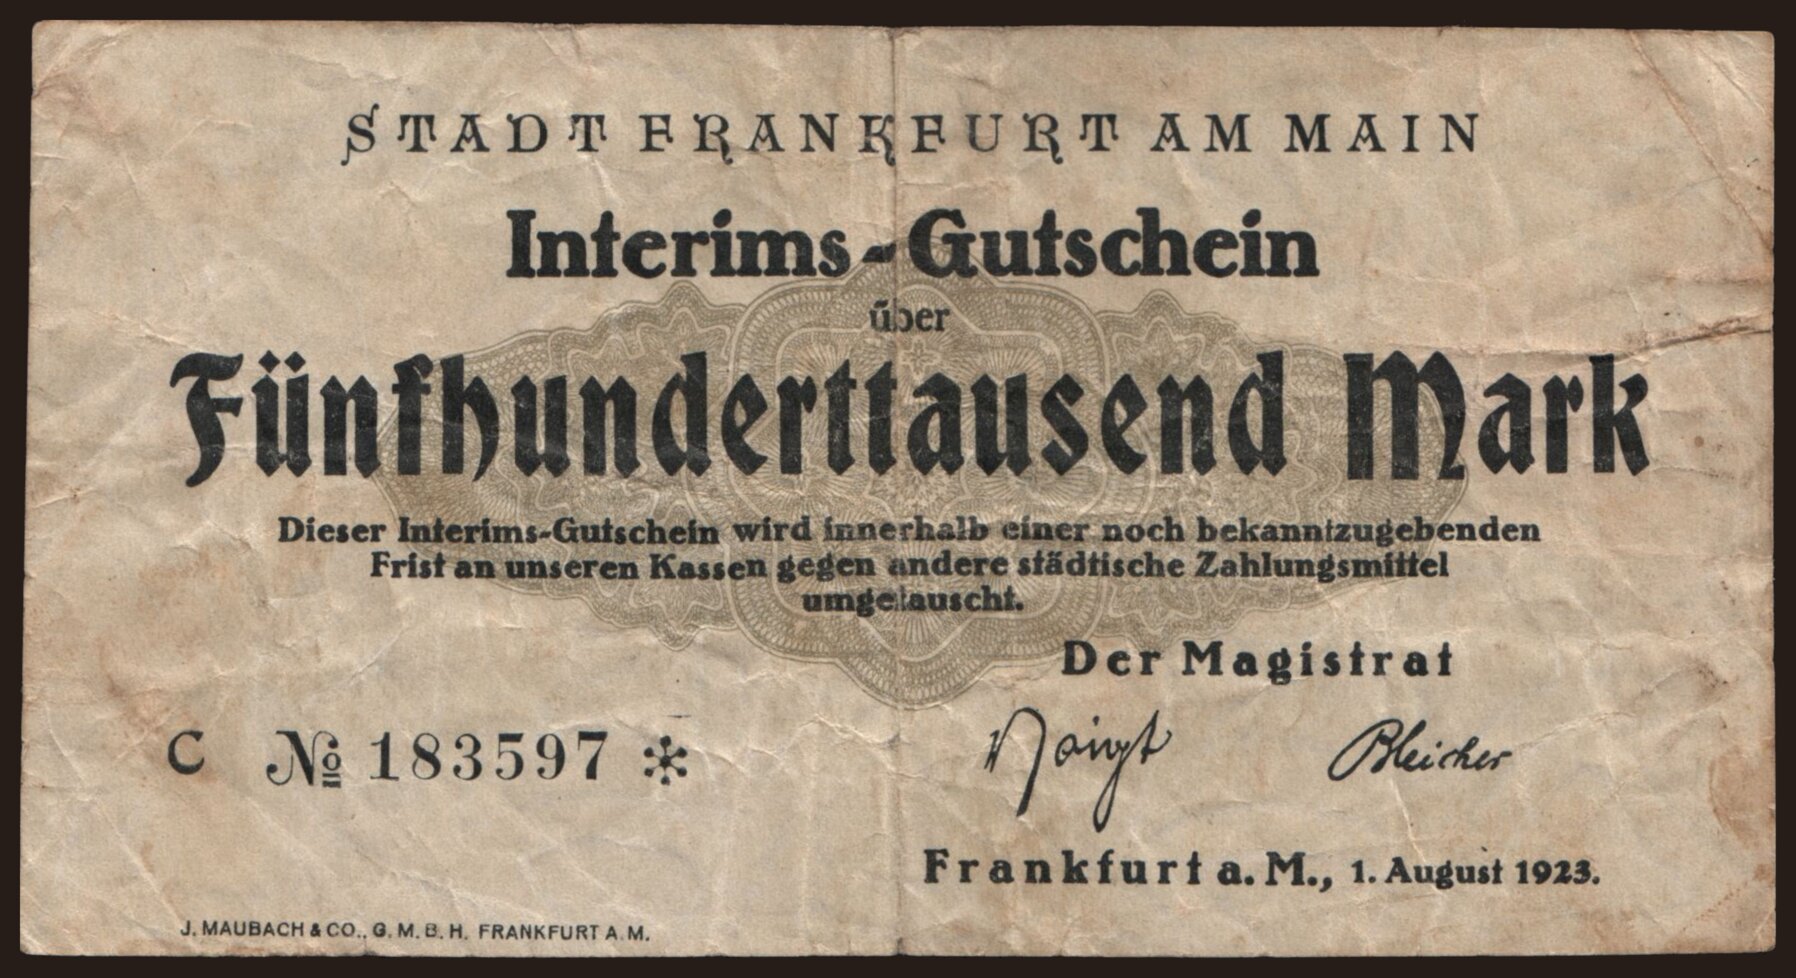 STADT FRANKFURT AM MAIN
Interims-Gutschein
über
Fünfhunderttausend Mark
Dieser Interims-Gutschein wird innerhalb einer noch bekanntzugebenden
Frist an unseren Kassen gegen andere städtische Zahlungsmittel
umgetauscht.
Der Magistrat
C № 183597 *
Voigt Bleicher
Frankfurt a. M., 1. August 1923.
J. MAUBACH & CO., G. M. B. H. FRANKFURT A. M.